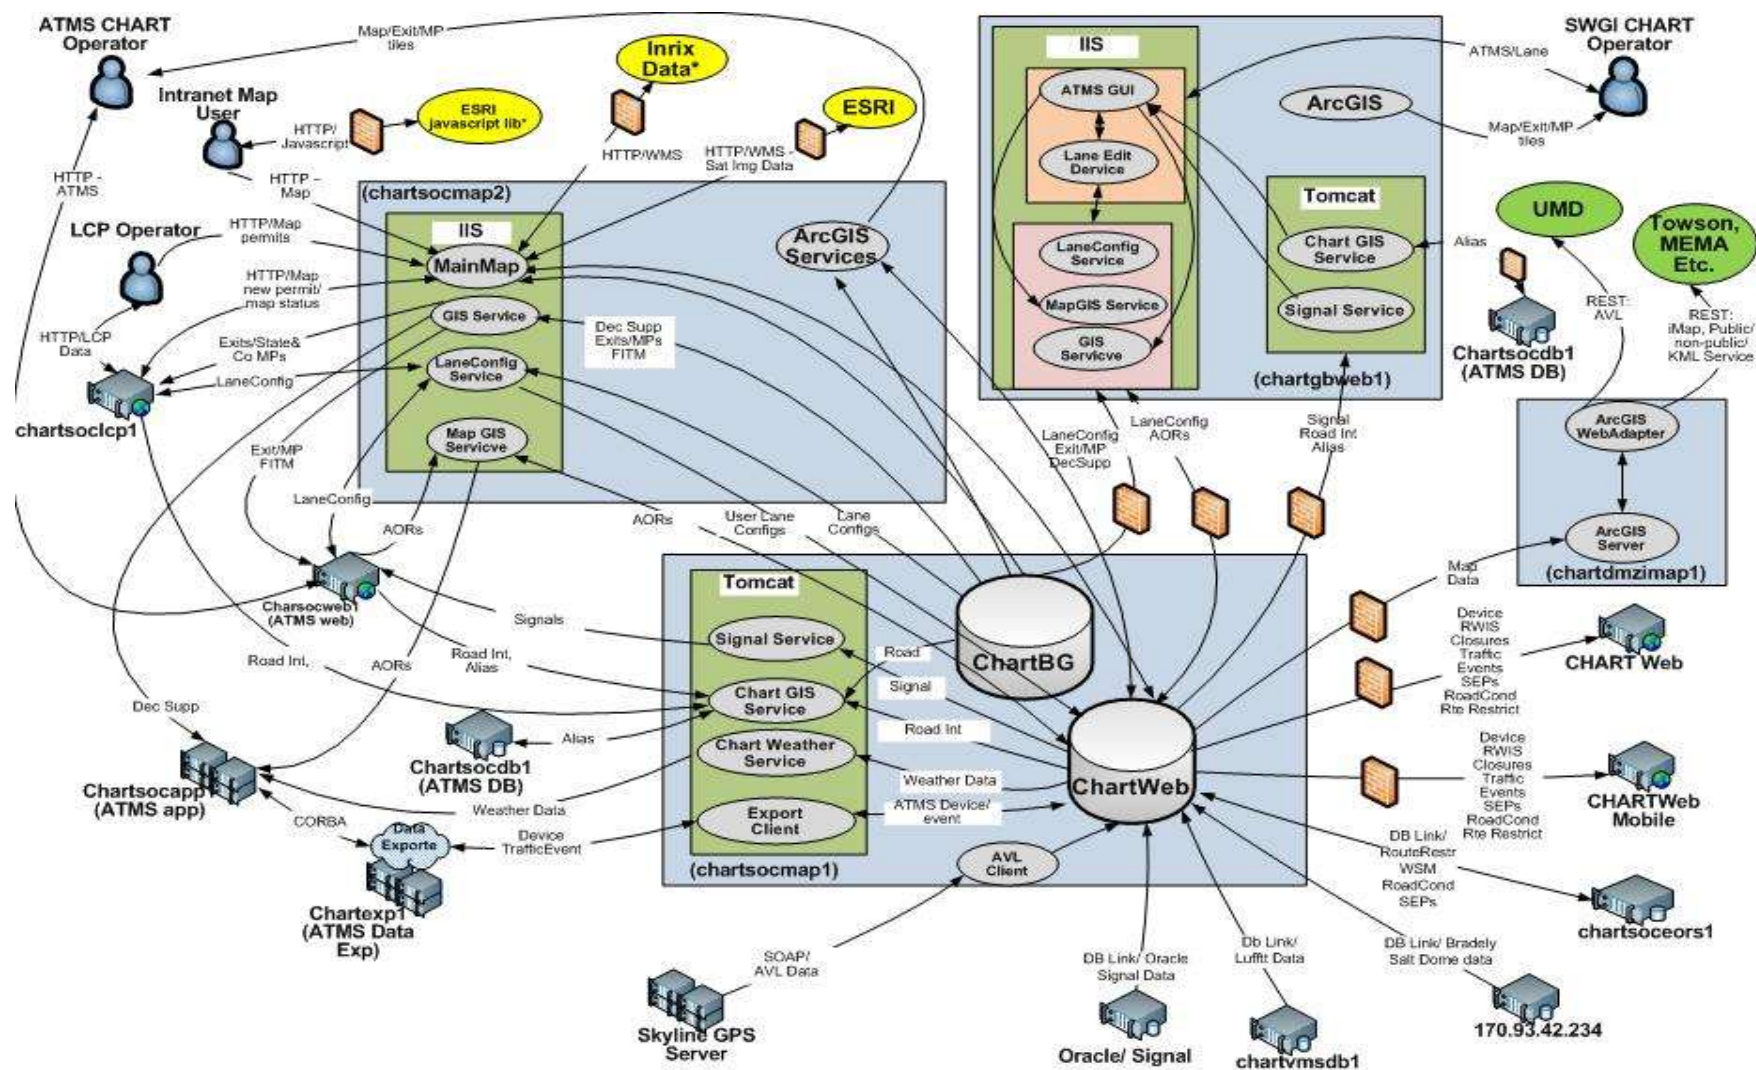 ATMS CHART
Operator
Map/Exit/MP
tiles
Intranet Map
User
HTTP/
Javascript
ESRI
javascript lib*
Inrix
Data*
ESRI
HTTP/WMS
HTTP/WMS -
Sat Img Data
HTTP -
ATMS
HTTP -
Map
LCP Operator
HTTP/Map
permits
HTTP/Map
new permit/
map status
HTTP/LCP
Data
Exits/State&
Co MPs
LaneConfig
chartsoclcp1
(chartsocmap2)
IIS
MainMap
GIS Service
LaneConfig
Service
Map GIS
Servicve
ArcGIS
Services
Dec Supp
Exits/MPs
FITM
IIS
ATMS GUI
Lane Edit
Dervice
LaneConfig
Service
MapGIS Service
GIS
Servicve
ArcGIS
Tomcat
Chart GIS
Service
Signal Service
(chartgbweb1)
ATMS/Lane
SWGI CHART
Operator
Map/Exit/MP
tiles
Alias
Chartsocdb1
(ATMS DB)
UMD
Towson,
MEMA
Etc.
REST:
AVL
REST:
iMap, Public/
non-public/
KML Service
ArcGIS
WebAdapter
ArcGIS
Server
(chartdmzimap1)
Exit/MP
FITM
LaneConfig
AORs
Charsocweb1
(ATMS web)
AORs
User Lane
Configs
Lane
Configs
LaneConfig
Exit/MP
DecSupp
LaneConfig
AORs
Signal
Road Int
Alias
Map
Data
Signals
Road Int,
Road Int,
Alias
AORs
Dec Supp
Chartsocapp
(ATMS app)
Alias
Chartsocdb1
(ATMS DB)
Weather Data
CORBA
Data
Exporte
Device
TrafficEvent
Chartexp1
(ATMS Data
Exp)
Tomcat
Signal Service
Chart GIS
Service
Chart Weather
Service
Export
Client
(chartsocmap1)
Road
Signal
Road Int
Weather Data
ATMS Device/
event
ChartBG
ChartWeb
AVL
Client
Device
RWIS
Closures
Traffic
Events
SEPs
RoadCond
Rte Restrict
CHART Web
Device
RWIS
Closures
Traffic
Events
SEPs
RoadCond
Rte Restrict
CHARTWeb
Mobile
DB Link/
RouteRestr
WSM
RoadCond
SEPs
chartsoceors1
SOAP/
AVL Data
Skyline GPS
Server
DB Link/ Oracle
Signal Data
Oracle/ Signal
Db Link/
Lufft Data
chartvmsdb1
DB Link/ Bradely
Salt Dome data
170.93.42.234